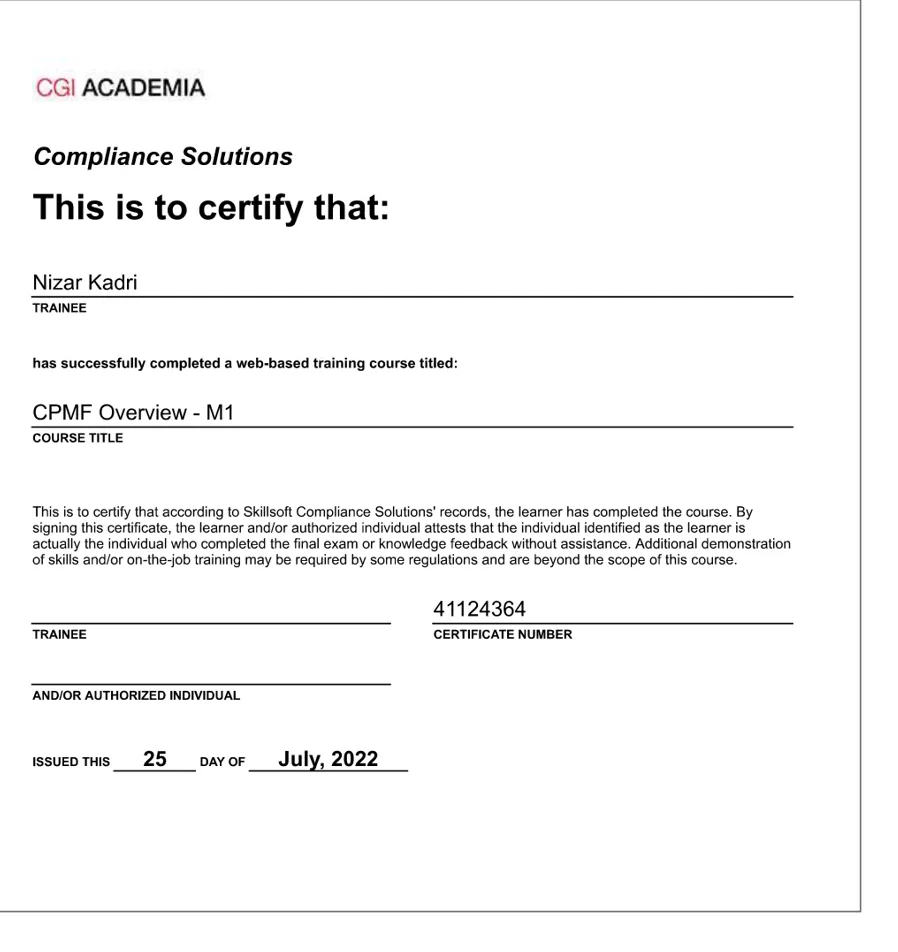 CGI ACADEMIA
Compliance Solutions
This is to certify that:
Nizar Kadri
TRAINEE
has successfully completed a web-based training course titled:
CPMF Overview - M1
COURSE TITLE
This is to certify that according to Skillsoft Compliance Solutions' records, the learner has completed the course. By
signing this certificate, the learner and/or authorized individual attests that the individual identified as the learner is
actually the individual who completed the final exam or knowledge feedback without assistance. Additional demonstration
of skills and/or on-the-job training may be required by some regulations and are beyond the scope of this course.
41124364
TRAINEE CERTIFICATE NUMBER
AND/OR AUTHORIZED INDIVIDUAL
ISSUED THIS 25 DAY OF July, 2022